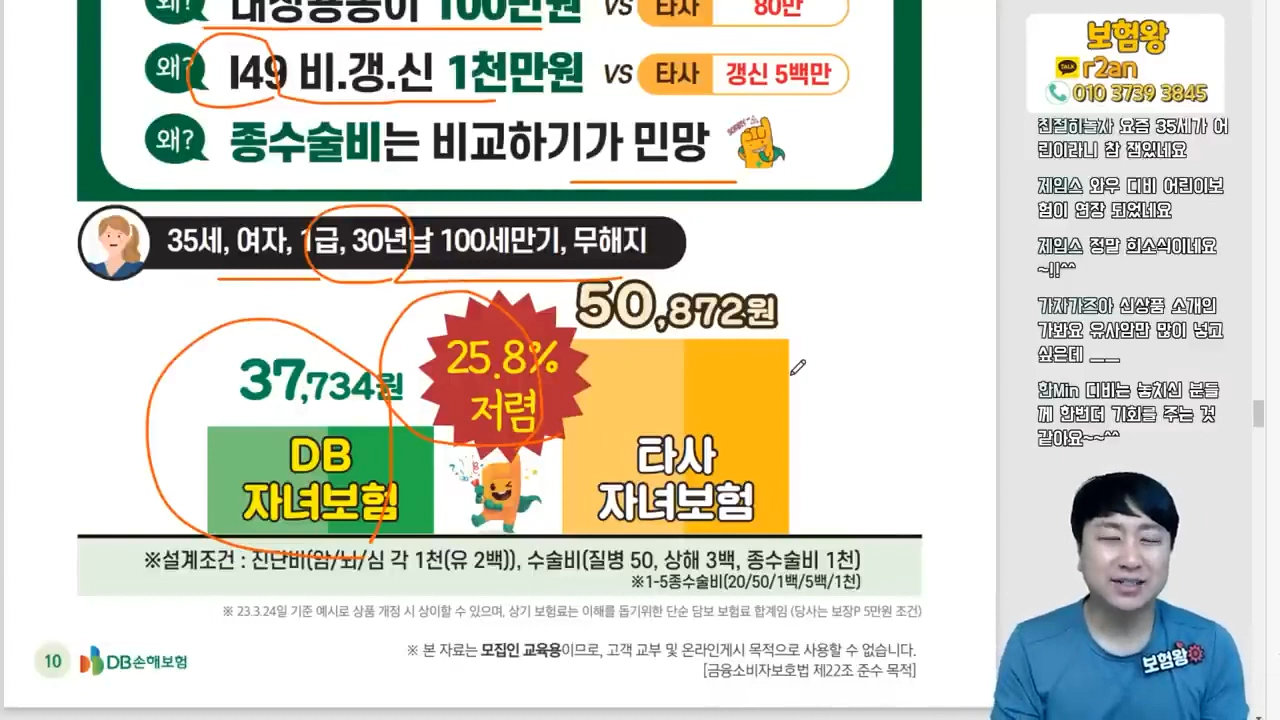 왜? 대상포진이 100만원 VS 타사 80만
왜? I49 비.갱.신 1천만원 VS 타사 갱신 5백만
왜? 종수술비는 비교하기가 민망
35세, 여자, 1급, 30년납 100세만기, 무해지
50,872원
37,734원
25.8%
저렴
DB
자녀보험
타사
자녀보험
※설계조건 : 진단비(암/뇌/심 각 1천(유 2백)), 수술비(질병 50, 상해 3백, 종수술비 1천)
※1-5종수술비(20/50/1백/5백/1천)
※ 23.3.24일 기준 예시로 상품 개정 시 상이할 수 있으며, 상기 보험료는 이해를 돕기위한 단순 담보 보험료 합계임 (당사는 보장P 5만원 조건)
10 DB손해보험
※ 본 자료는 모집인 교육용이므로, 고객 교부 및 온라인게시 목적으로 사용할 수 없습니다.
[금융소비자보호법 제22조 준수 목적]
보험왕
TALK r2an
010 3739 3845
친절하놀자 요즘 35세가 어
린이라니 참 잼있네요
제임스 와우 디비 어린이보
험이 연장 되었네요
제임스 정말 희소식이네요
~!!^^
가자가즈아 신상품 소개인
가봐요 유사암만 많이 넣고
싶은데 ㅡㅡ
한Min 디비는 놓치신 분들
께 한번더 기회를 주는 것
같아요~~^^
보험왕